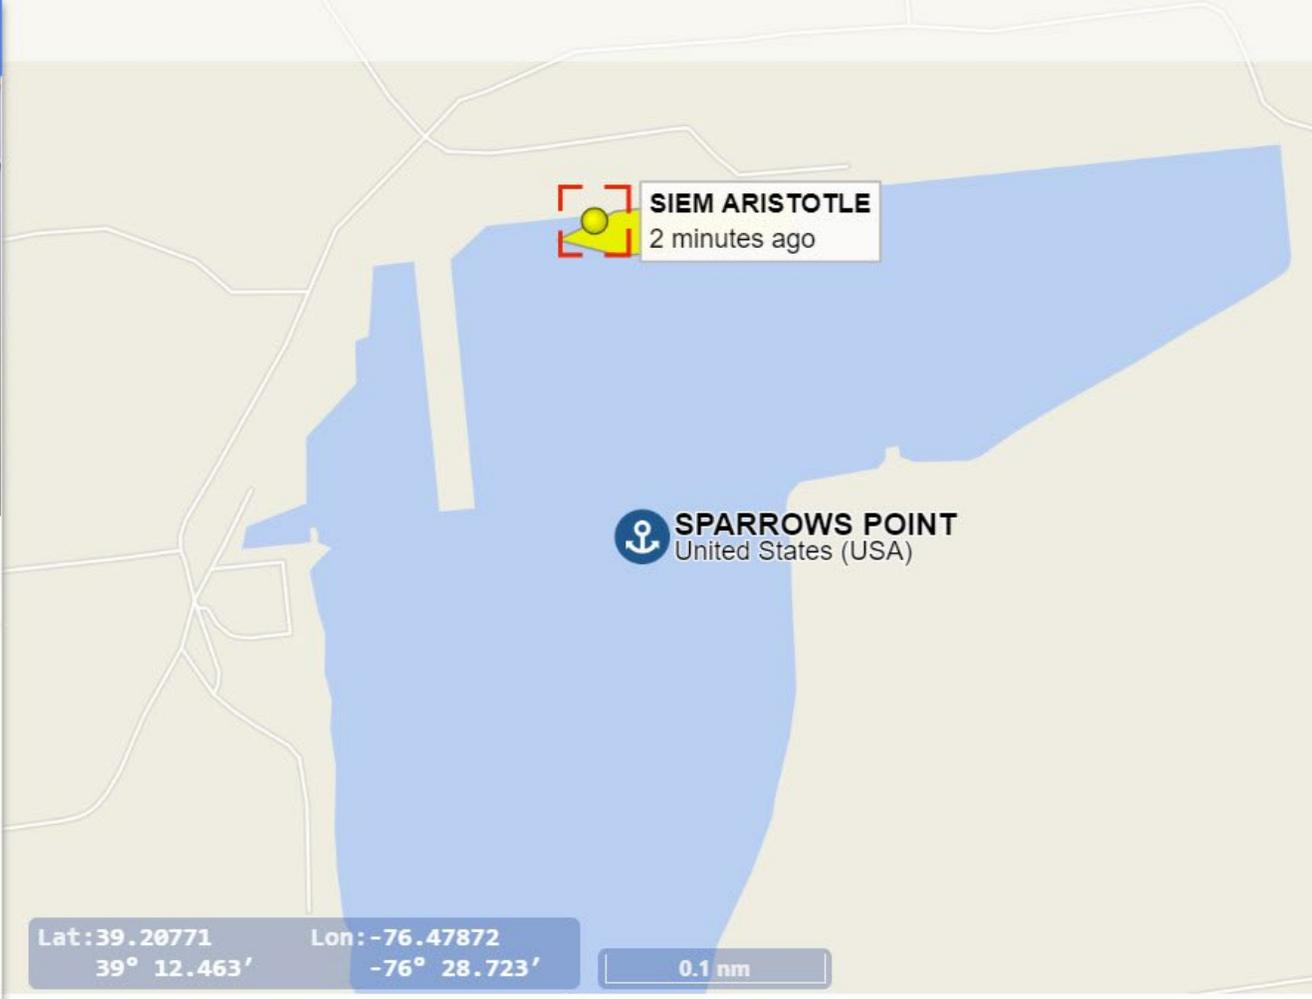 SIEM ARISTOTLE
2 minutes ago
SPARROWS POINT
United States (USA)
Lat:39.20771 Lon:-76.47872
39° 12.463′ -76° 28.723′
0.1 nm